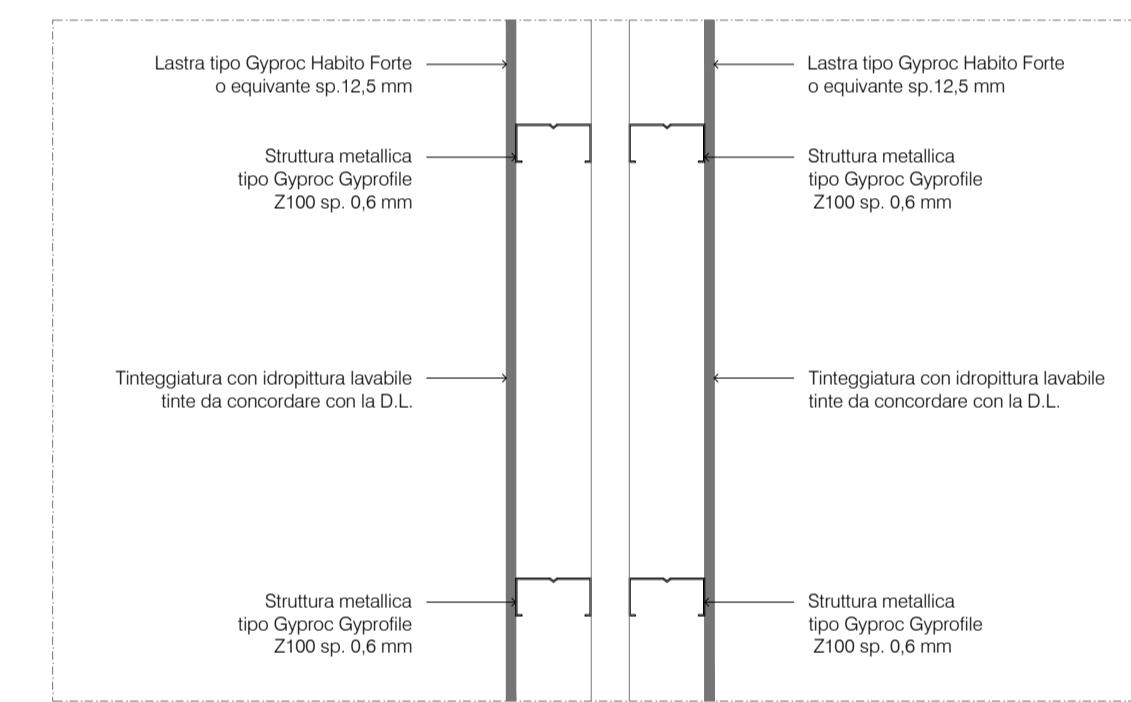 Lastra tipo Gyproc Habito Forte
o equivante sp.12,5 mm
Struttura metallica
tipo Gyproc Gyprofile
Z100 sp. 0,6 mm
Tinteggiatura con idropittura lavabile
tinte da concordare con la D.L.
Struttura metallica
tipo Gyproc Gyprofile
Z100 sp. 0,6 mm
Lastra tipo Gyproc Habito Forte
o equivante sp.12,5 mm
Struttura metallica
tipo Gyproc Gyprofile
Z100 sp. 0,6 mm
Tinteggiatura con idropittura lavabile
tinte da concordare con la D.L.
Struttura metallica
tipo Gyproc Gyprofile
Z100 sp. 0,6 mm